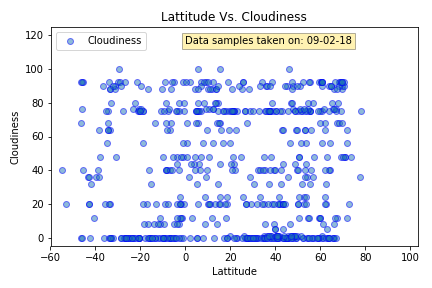 Lattitude Vs. Cloudiness
Cloudiness
Data samples taken on: 09-02-18
120
100
80
60
40
20
0
Cloudiness
−60 −40 −20 0 20 40 60 80 100
Lattitude